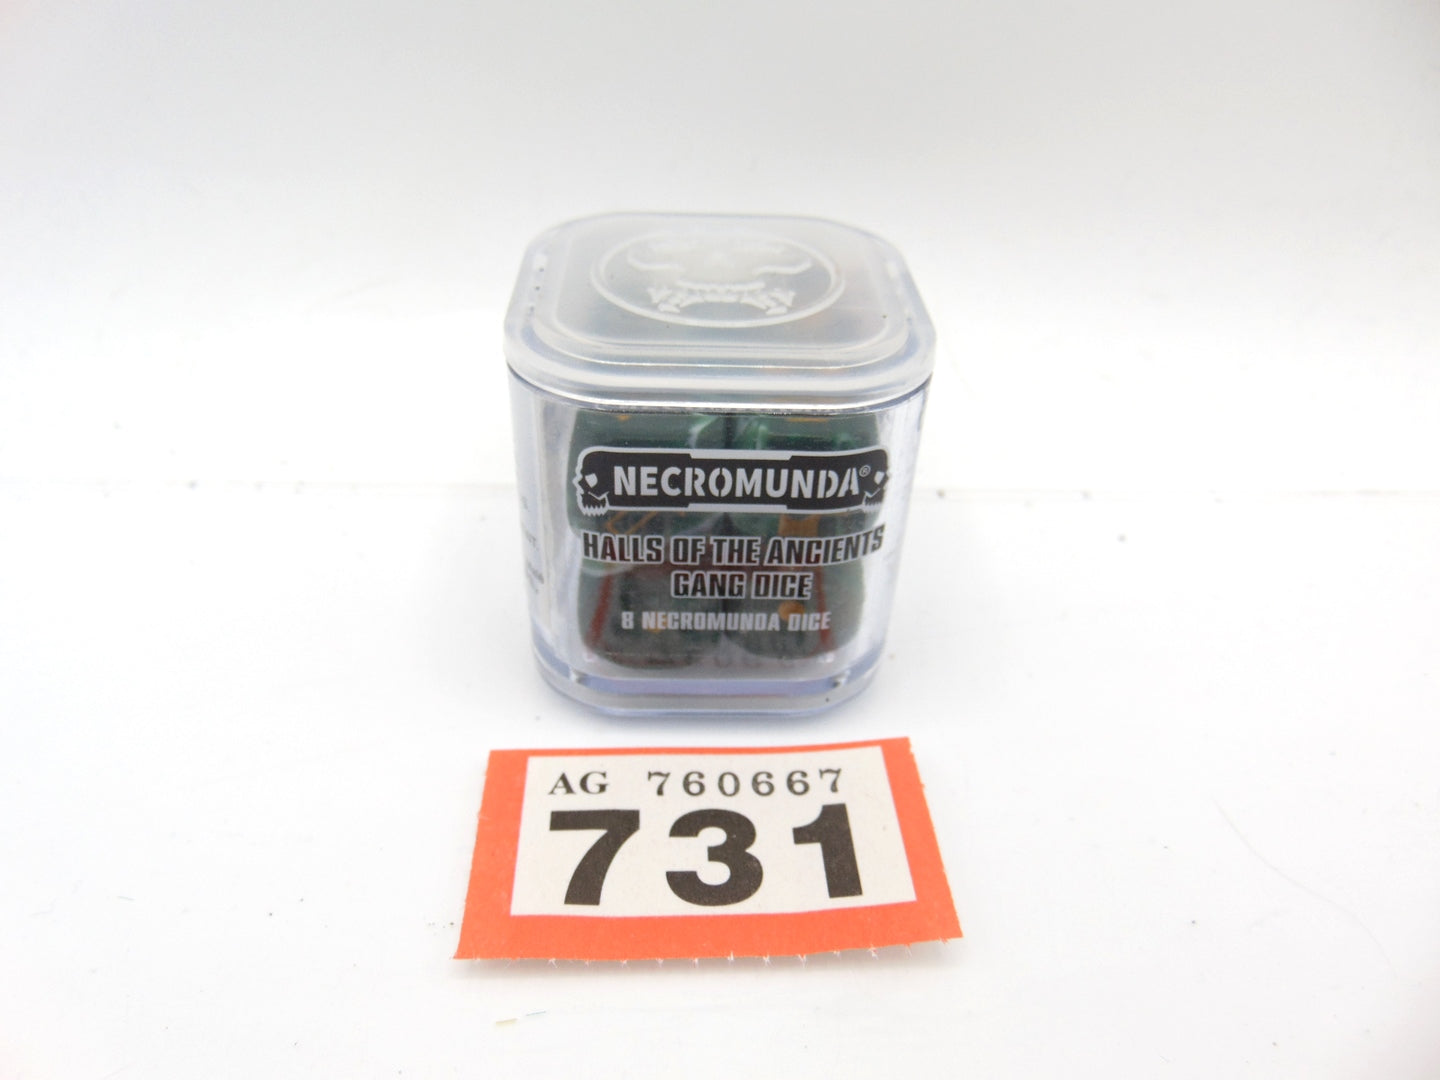 NECROMUNDA®
HALLS OF THE ANCIENTS
GANG DICE
8 NECROMUNDA DICE
AG 760667
731